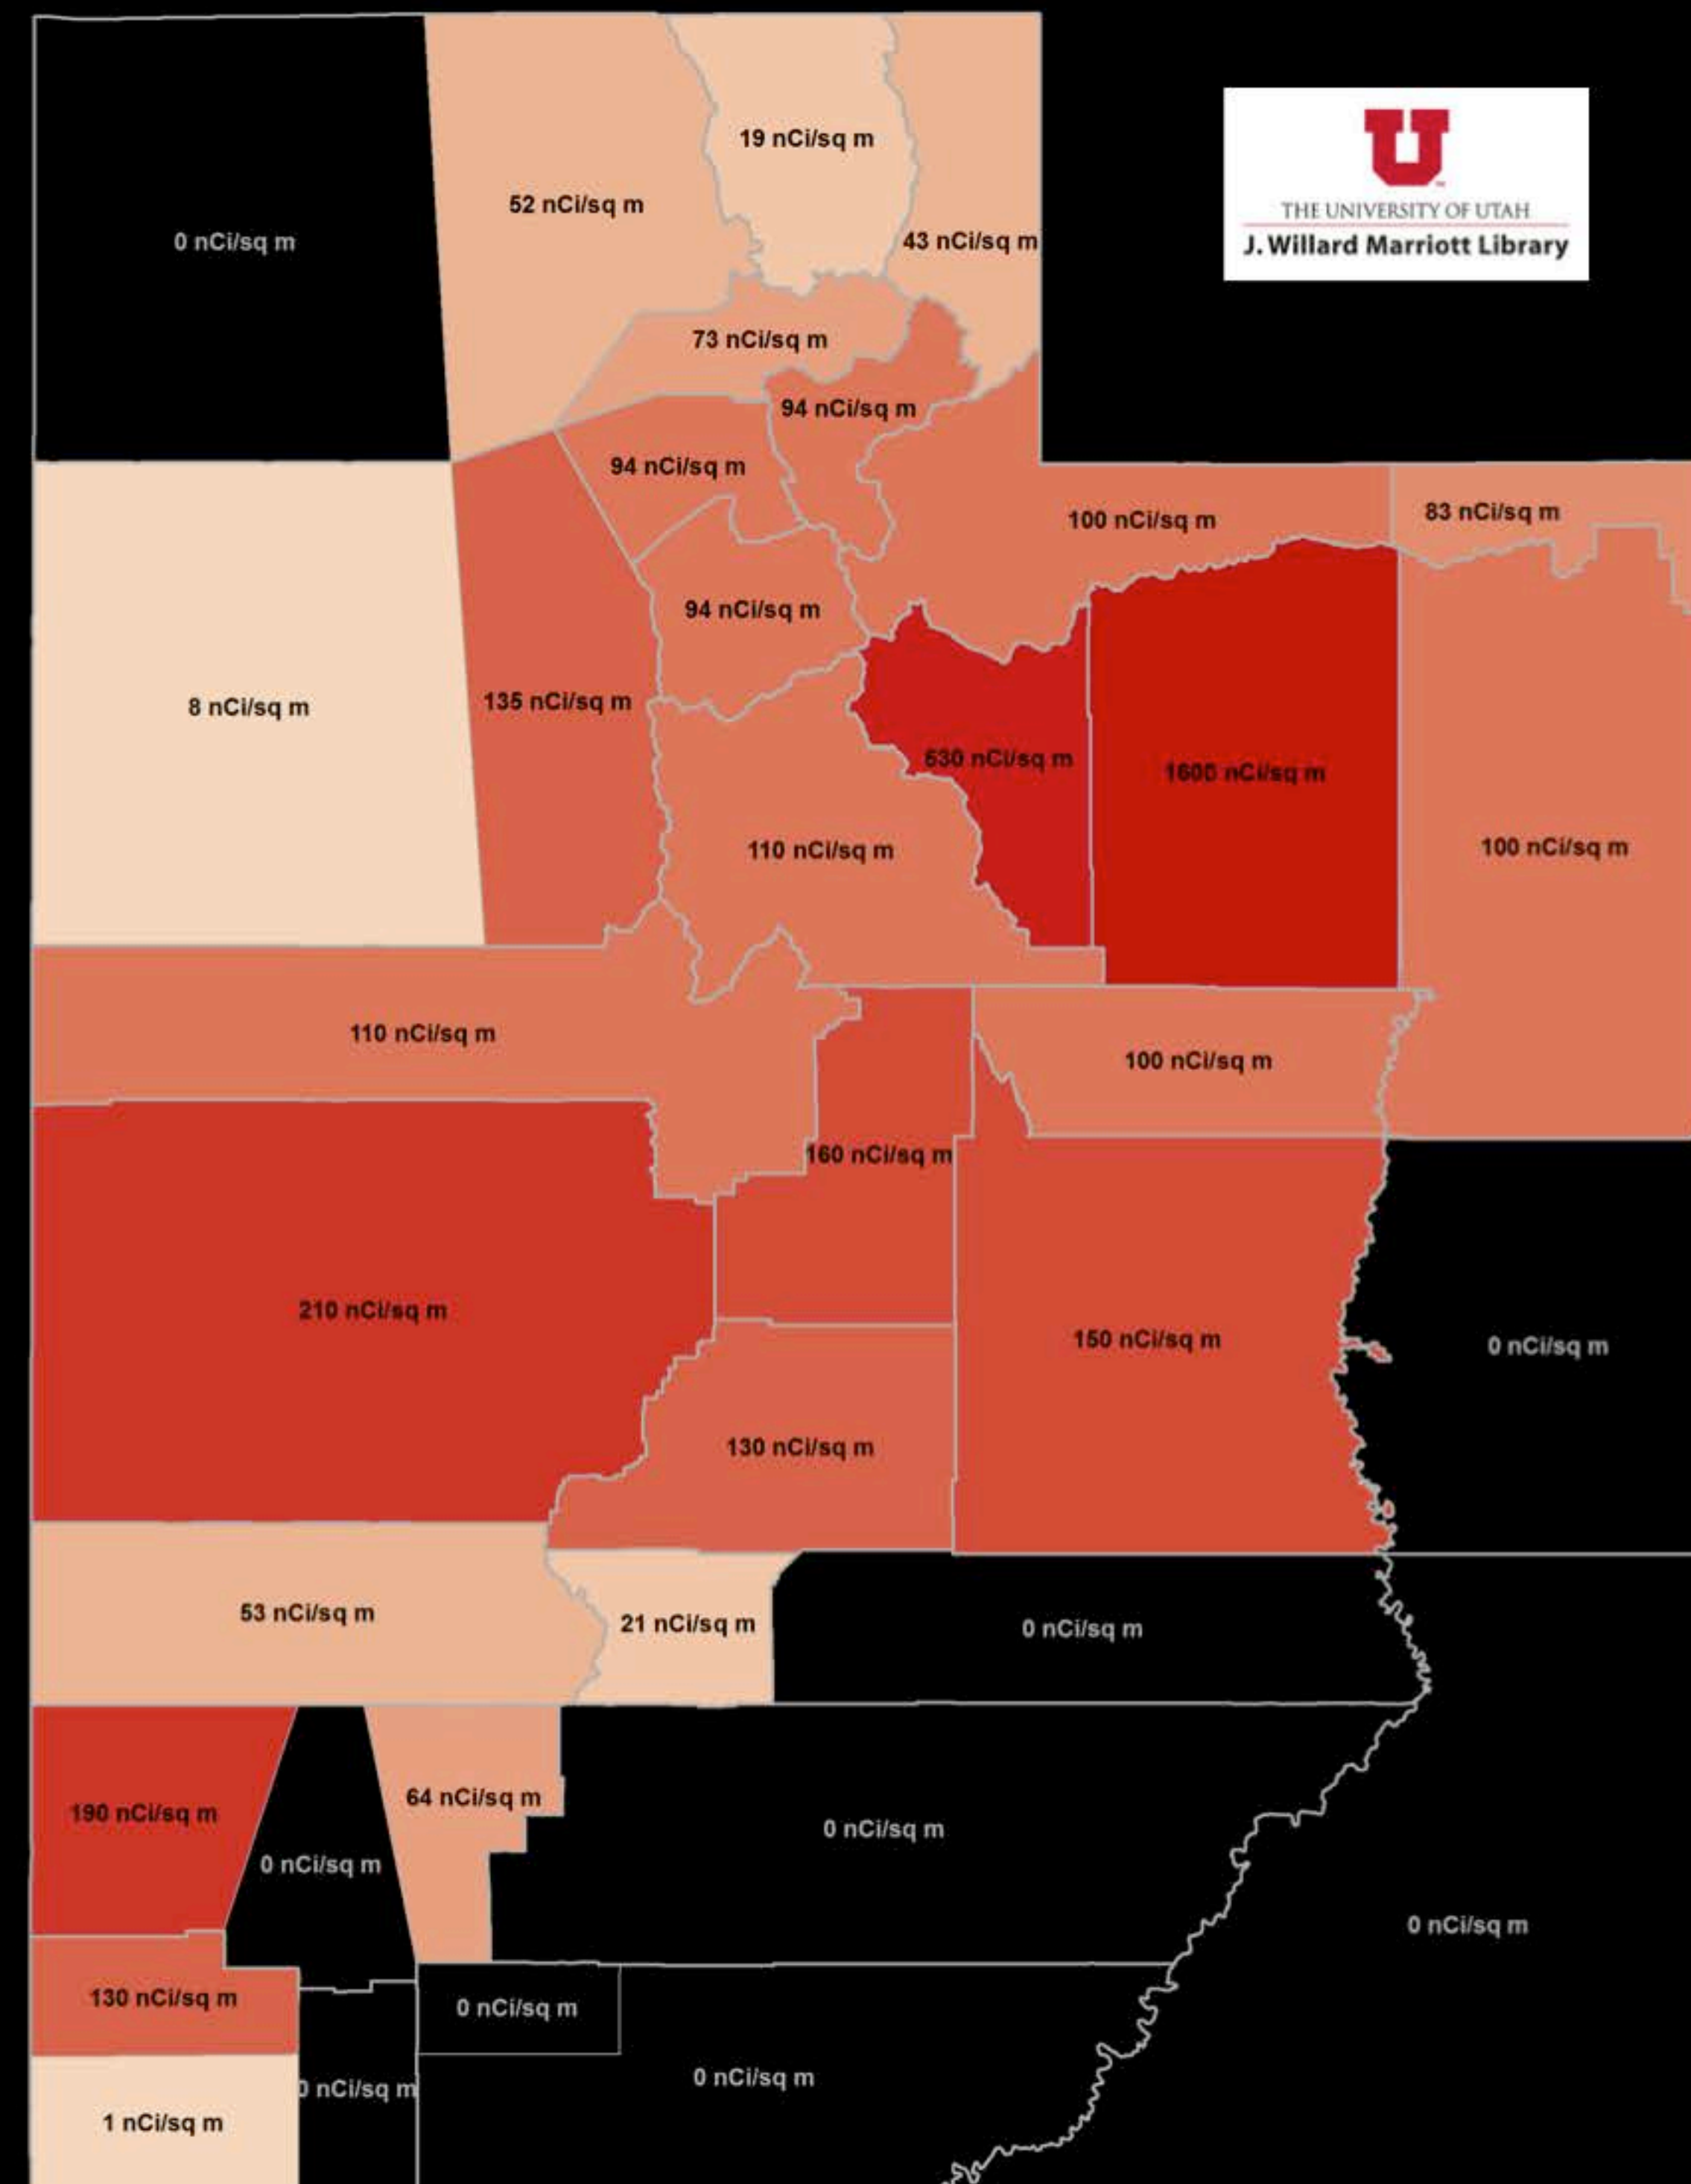 19 nCi/sq m
52 nCi/sq m
0 nCi/sq m
43 nCi/sq m
U
THE UNIVERSITY OF UTAH
J. Willard Marriott Library
73 nCi/sq m
94 nCi/sq m
94 nCi/sq m
100 nCi/sq m
83 nCi/sq m
94 nCi/sq m
8 nCi/sq m
135 nCi/sq m
nCi/sq m
1600 nCi/sq m
110 nCi/sq m
100 nCi/sq m
110 nCi/sq m
100 nCi/sq m
160 nCi/sq m
210 nCi/sq m
150 nCi/sq m
0 nCi/sq m
130 nCi/sq m
53 nCi/sq m
21 nCi/sq m
0 nCi/sq m
190 nCi/sq m
64 nCi/sq m
0 nCi/sq m
0 nCi/sq m
0 nCi/sq m
130 nCi/sq m
0 nCi/sq m
0 nCi/sq m
0 nCi/sq m
1 nCi/sq m